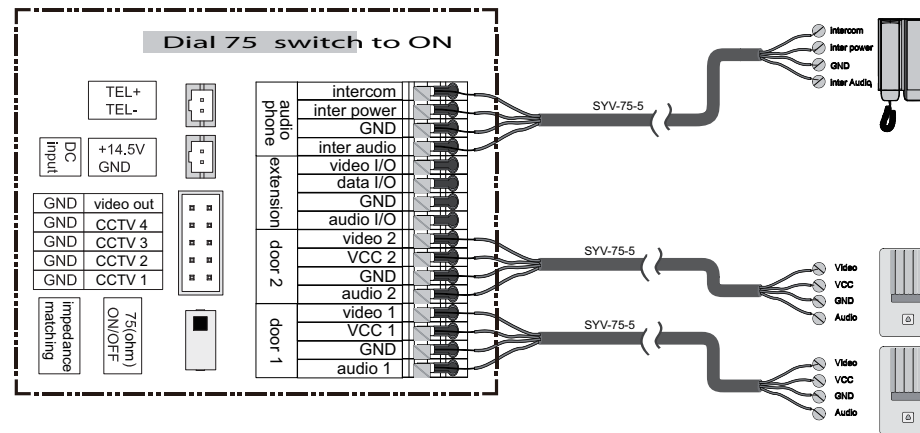 Dial 75 switch to ON
TEL+
TEL-
DC input
+14.5V
GND
GND video out
GND CCTV 4
GND CCTV 3
GND CCTV 2
GND CCTV 1
impedance matching
75(ohm) ON/OFF
audio phone
intercom
inter power
GND
inter audio
extension
video I/O
data I/O
GND
audio I/O
door 2
video 2
VCC 2
GND
audio 2
door 1
video 1
VCC 1
GND
audio 1
SYV-75-5
Intercom
Inter power
GND
Inter Audio
SYV-75-5
Video
VCC
GND
Audio
SYV-75-5
Video
VCC
GND
Audio